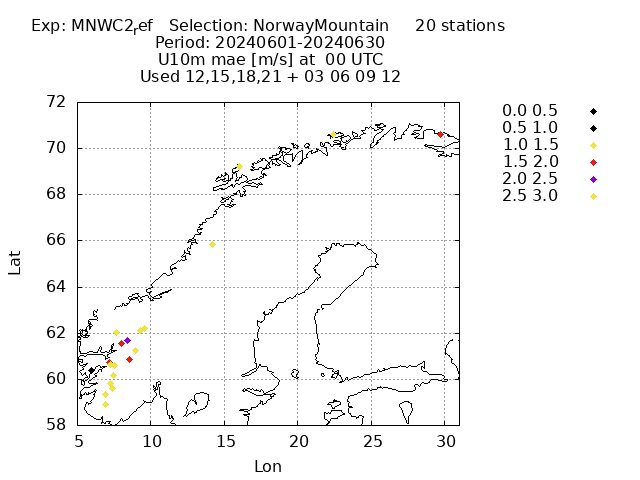 Exp: MNWC2ref   Selection: NorwayMountain     20 stations
Period: 20240601-20240630
U10m mae [m/s] at  00 UTC
Used 12,15,18,21 + 03 06 09 12
0.0 0.5
0.5 1.0
1.0 1.5
1.5 2.0
2.0 2.5
2.5 3.0
72
70
68
66
64
62
60
58
Lat
5 10 15 20 25 30
Lon